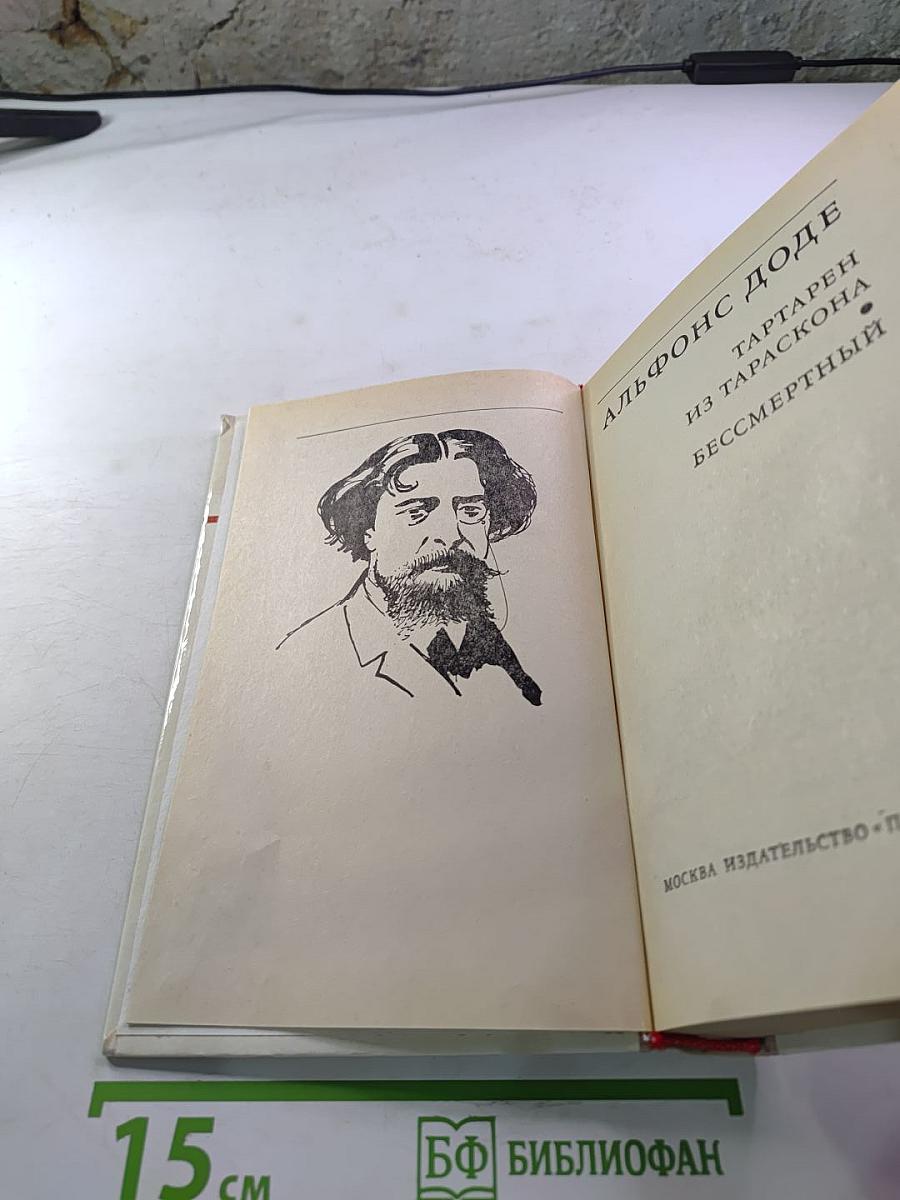 АЛЬФОНС ДОДЕ
ТАРТАРЕН
ИЗ ТАРАСКОНА
•
БЕССМЕРТНЫЙ
МОСКВА ИЗДАТЕЛЬСТВО «П
15 см
БФ БИБЛИОФАН